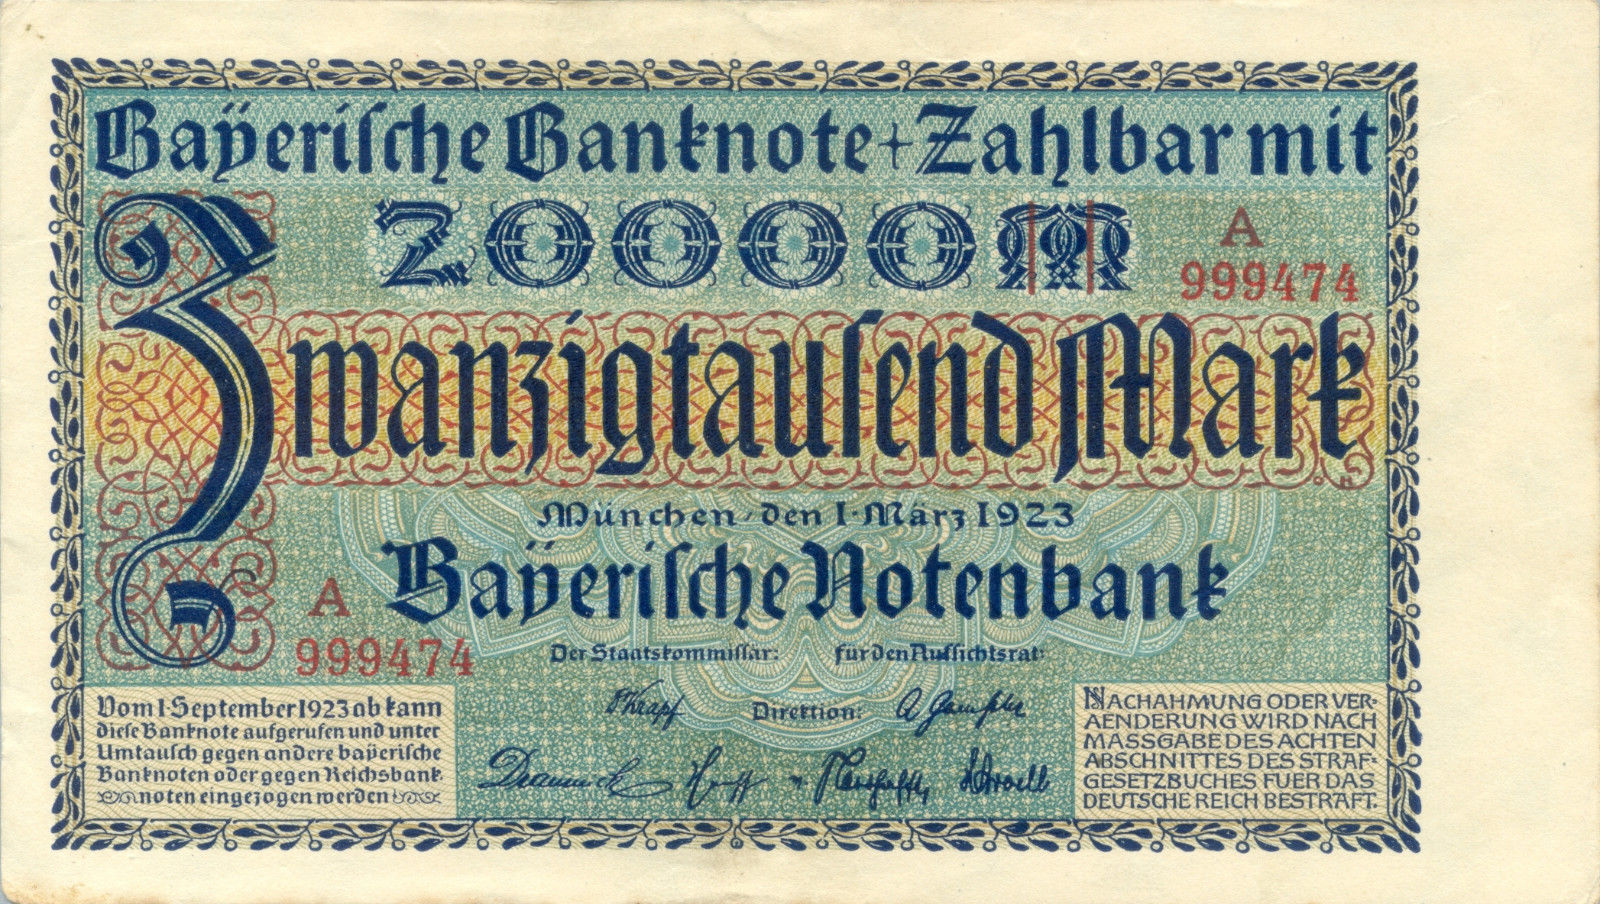 Bayerische Banknote + Zahlbar mit
20000 M
A
999474
Zwanzigtausend Mark
München, den 1. März 1923
Bayerische Notenbank
A
999474
Der Staatskommissar: für den Aufsichtsrat:
Direktion:
Vom 1 September 1923 ab kann
diese Banknote aufgerufen und unter
Umtausch gegen andere bayerische
Banknoten oder gegen Reichsbank-
noten eingezogen werden
NACHAHMUNG ODER VER-
AENDERUNG WIRD NACH
MASSGABE DES ACHTEN
ABSCHNITTES DES STRAF-
GESETZBUCHES FUER DAS
DEUTSCHE REICH BESTRAFT.